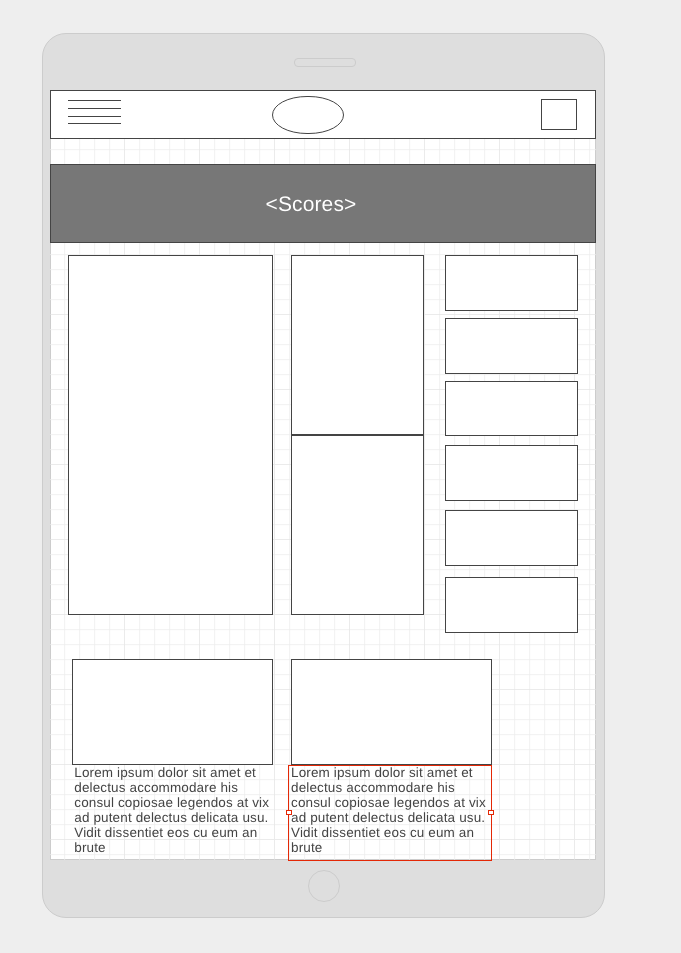 <Scores>
Lorem ipsum dolor sit amet et
delectus accommodare his
consul copiosae legendos at vix
ad putent delectus delicata usu.
Vidit dissentiet eos cu eum an
brute
Lorem ipsum dolor sit amet et
delectus accommodare his
consul copiosae legendos at vix
ad putent delectus delicata usu.
Vidit dissentiet eos cu eum an
brute